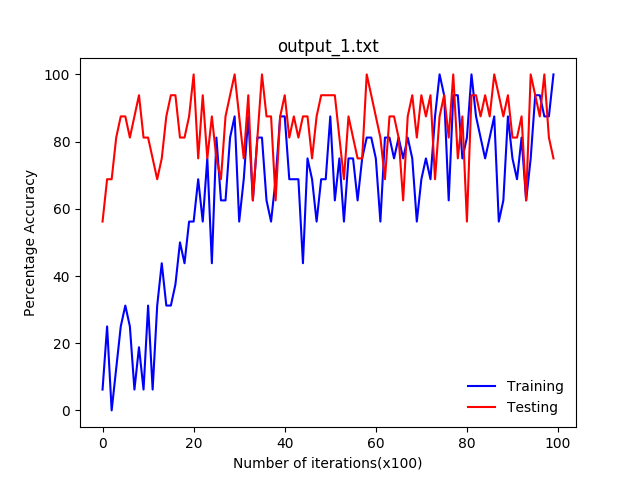 output_1.txt
100
80
60
40
20
0
Percentage Accuracy
Training
Testing
0 20 40 60 80 100
Number of iterations(x100)